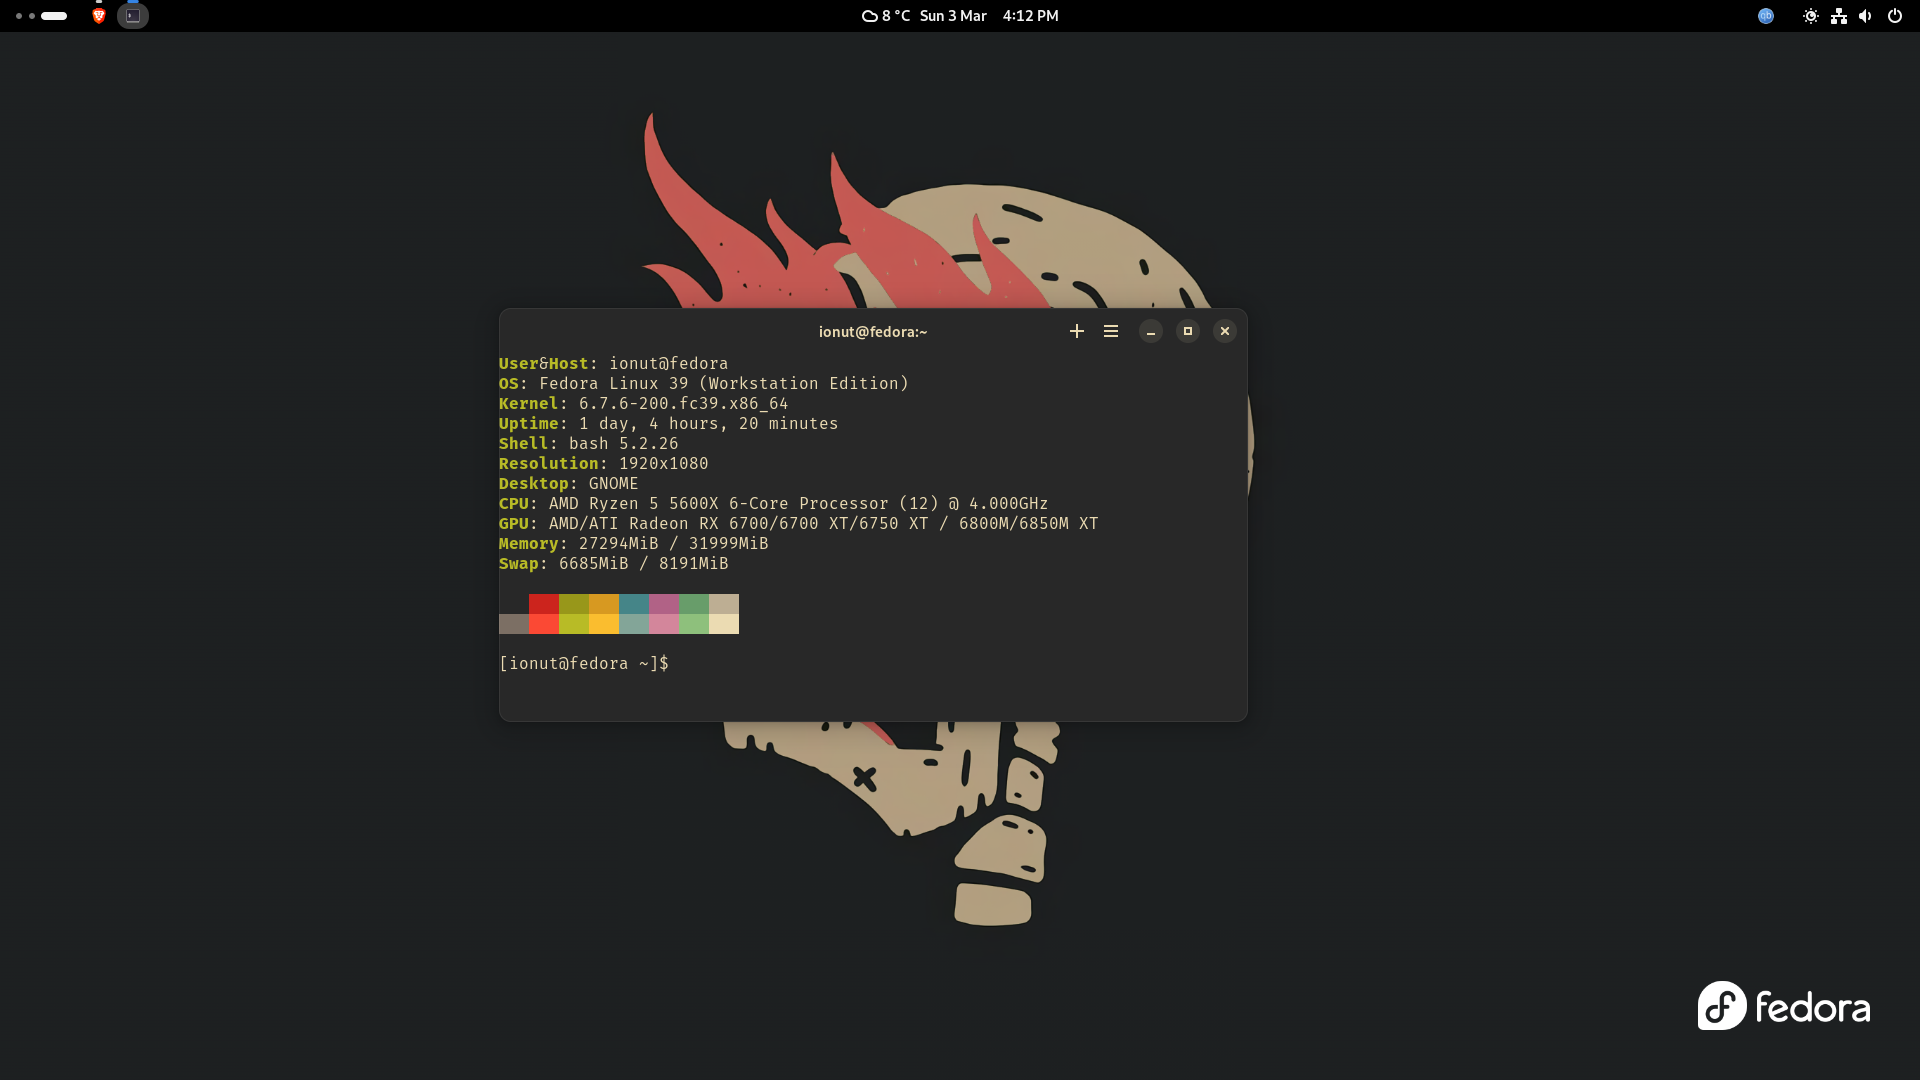 8 °C Sun 3 Mar 4:12 PM
qb
ionut@fedora:~
User&Host: ionut@fedora
OS: Fedora Linux 39 (Workstation Edition)
Kernel: 6.7.6-200.fc39.x86_64
Uptime: 1 day, 4 hours, 20 minutes
Shell: bash 5.2.26
Resolution: 1920x1080
Desktop: GNOME
CPU: AMD Ryzen 5 5600X 6-Core Processor (12) @ 4.000GHz
GPU: AMD/ATI Radeon RX 6700/6700 XT/6750 XT / 6800M/6850M XT
Memory: 27294MiB / 31999MiB
Swap: 6685MiB / 8191MiB
[ionut@fedora ~]$
fedora